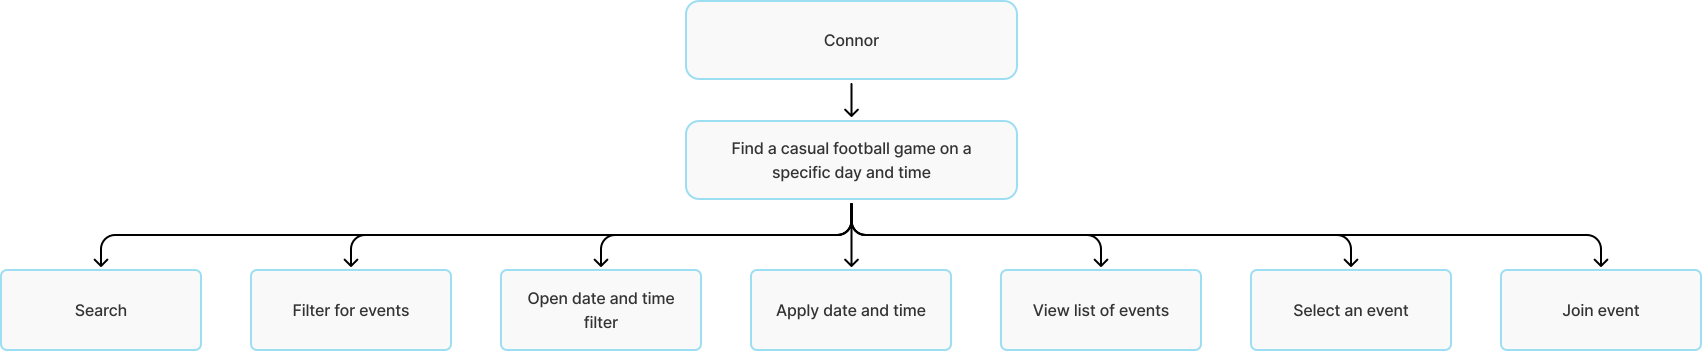 Connor
Find a casual football game on a
specific day and time
Search
Filter for events
Open date and time
filter
Apply date and time
View list of events
Select an event
Join event